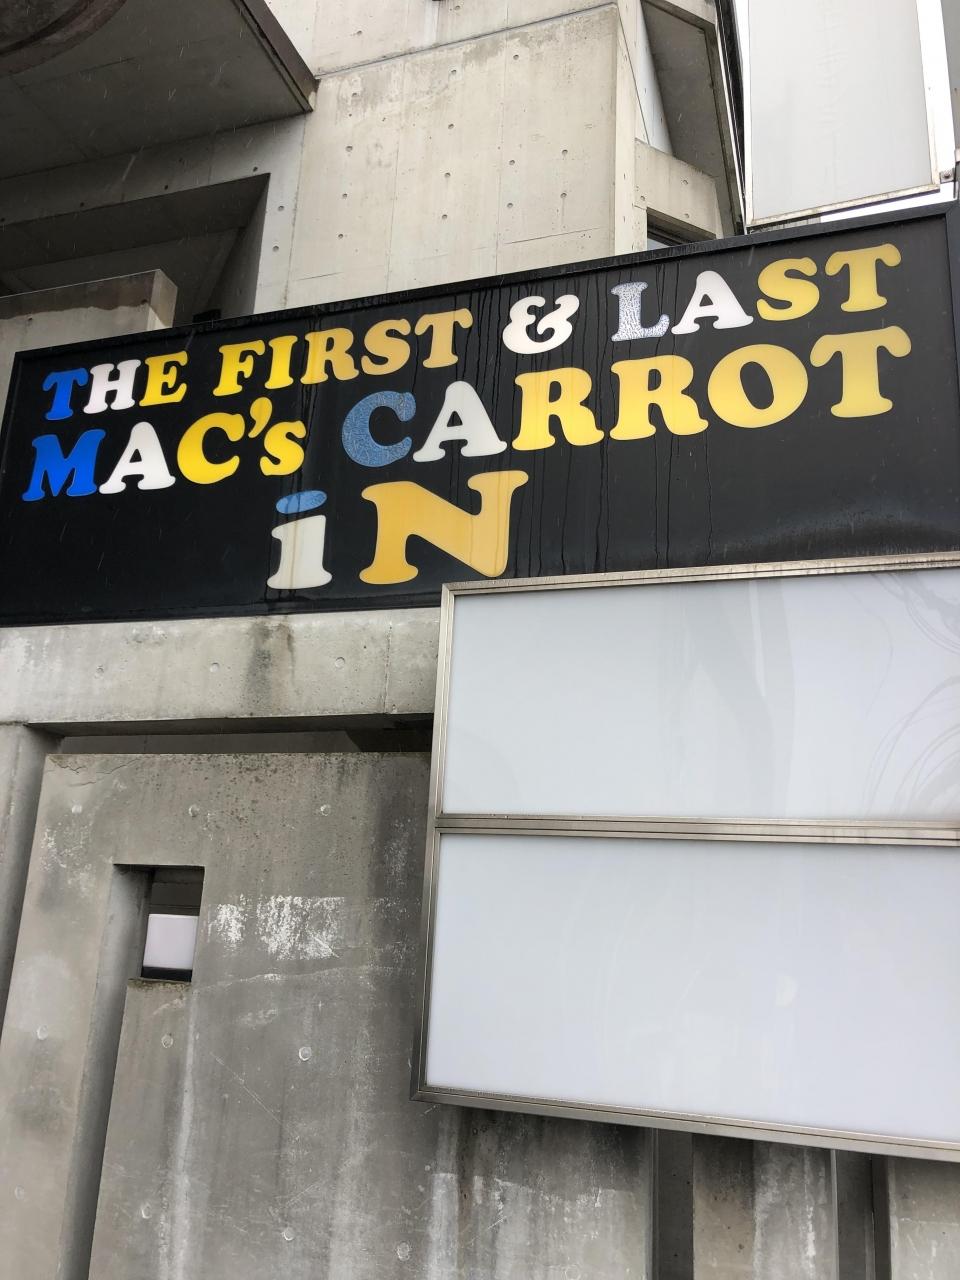 THE FIRST & LAST
MAC's CARROT
iN